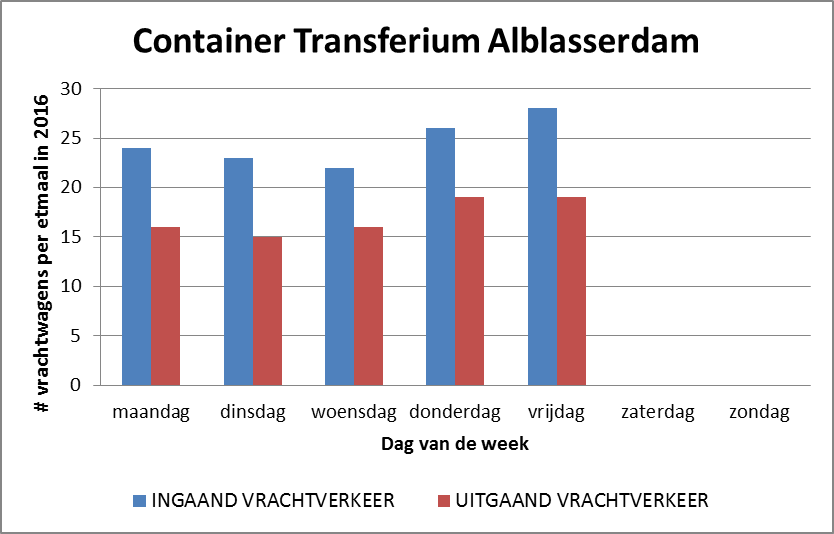 Container Transferium Alblasserdam
# vrachtwagens per etmaal in 2016
30
25
20
15
10
5
0
maandag dinsdag woensdag donderdag vrijdag zaterdag zondag
Dag van de week
INGAAND VRACHTVERKEER UITGAAND VRACHTVERKEER